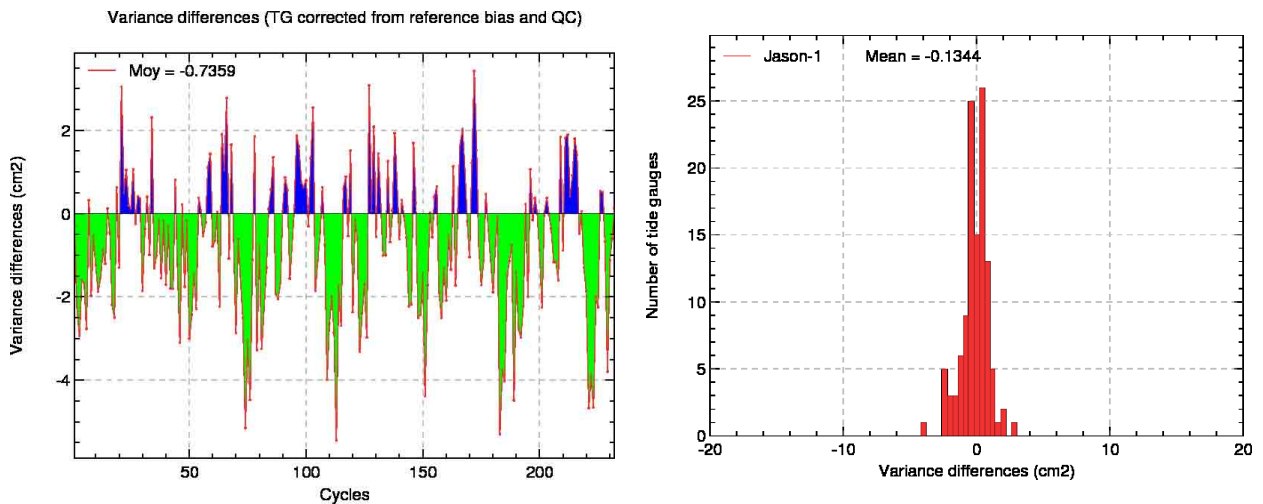 Variance differences (TG corrected from reference bias and QC)
Moy = -0.7359
Variance differences (cm2)
2
0
-2
-4
50
100
150
200
Cycles
Jason-1 Mean = -0.1344
Number of tide gauges
25
20
15
10
5
0
-20
-10
0
10
20
Variance differences (cm2)